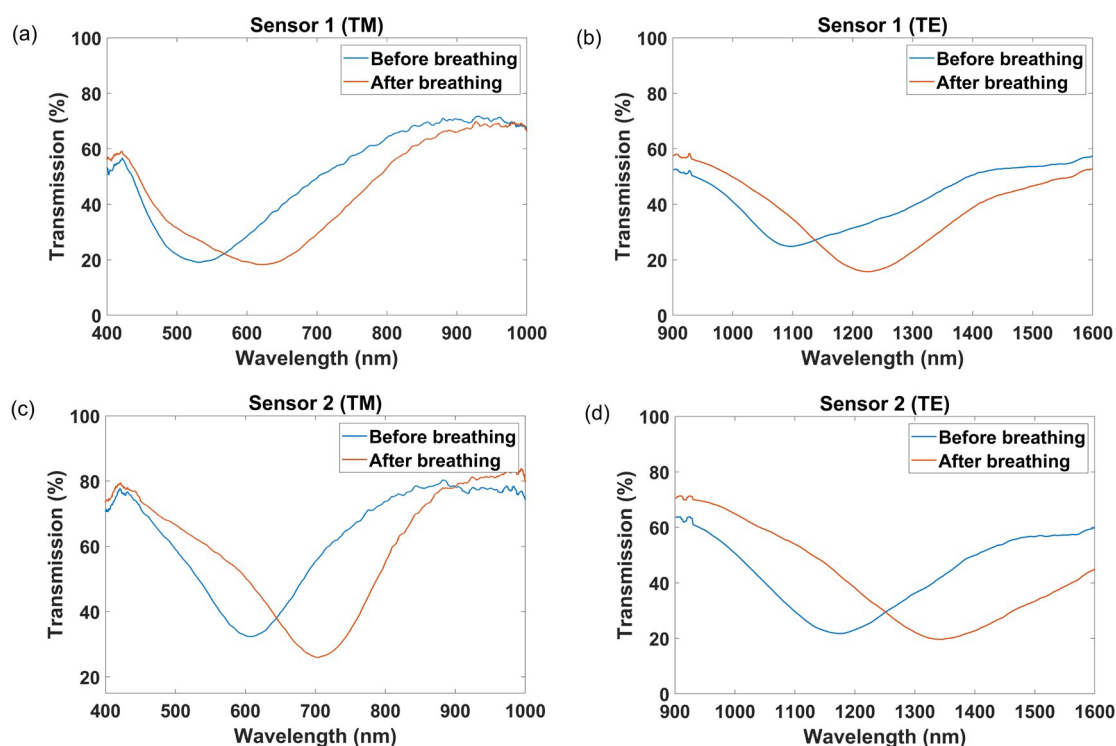 (a)
Sensor 1 (TM)
Before breathing
After breathing
Transmission (%)
100
80
60
40
20
0
400 500 600 700 800 900 1000
Wavelength (nm)
(b)
Sensor 1 (TE)
Before breathing
After breathing
Transmission (%)
100
80
60
40
20
0
900 1000 1100 1200 1300 1400 1500 1600
Wavelength (nm)
(c)
Sensor 2 (TM)
Before breathing
After breathing
Transmission (%)
100
80
60
40
20
400 500 600 700 800 900 1000
Wavelength (nm)
(d)
Sensor 2 (TE)
Before breathing
After breathing
Transmission (%)
100
80
60
40
20
0
900 1000 1100 1200 1300 1400 1500 1600
Wavelength (nm)